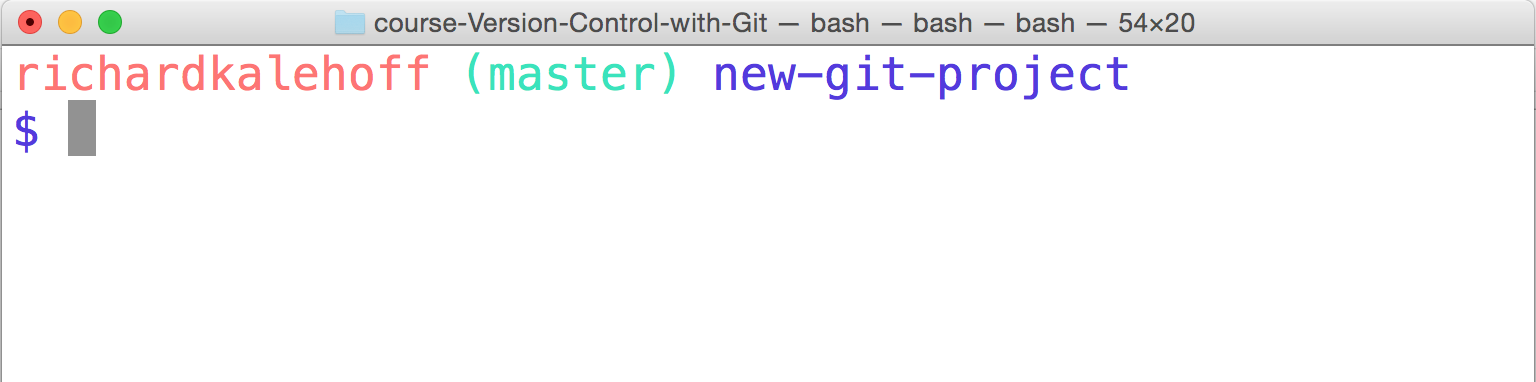 course-Version-Control-with-Git — bash — bash — bash — 54×20
richardkalehoff (master) new-git-project
$